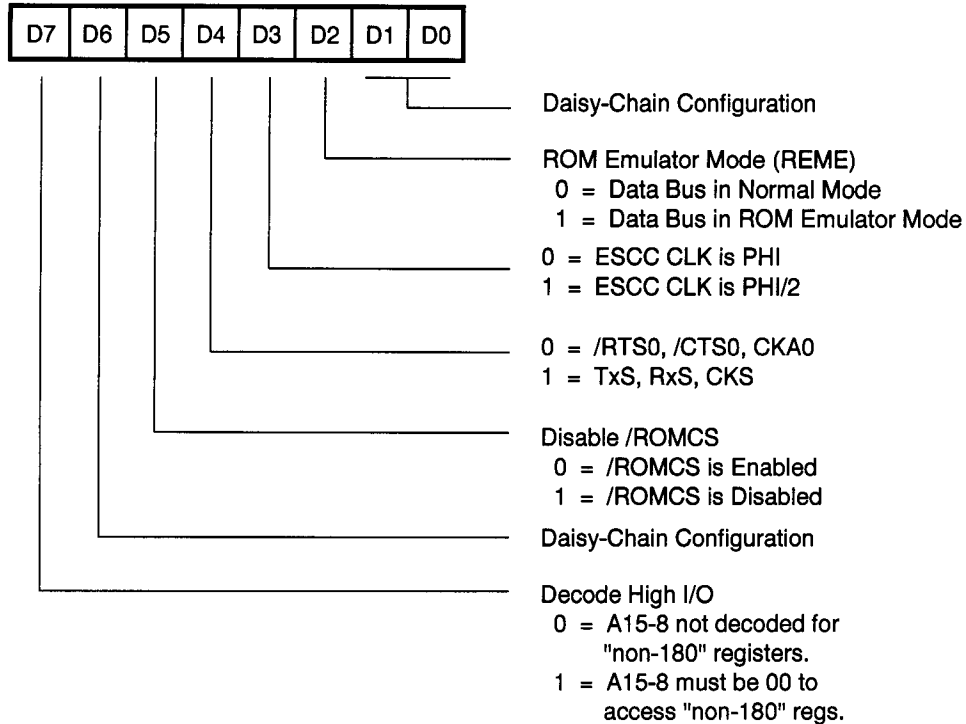 D7 D6 D5 D4 D3 D2 D1 D0
Daisy-Chain Configuration
ROM Emulator Mode (REME)
0 = Data Bus in Normal Mode
1 = Data Bus in ROM Emulator Mode
0 = ESCC CLK is PHI
1 = ESCC CLK is PHI/2
0 = /RTS0, /CTS0, CKA0
1 = TxS, RxS, CKS
Disable /ROMCS
0 = /ROMCS is Enabled
1 = /ROMCS is Disabled
Daisy-Chain Configuration
Decode High I/O
0 = A15-8 not decoded for
"non-180" registers.
1 = A15-8 must be 00 to
access "non-180" regs.